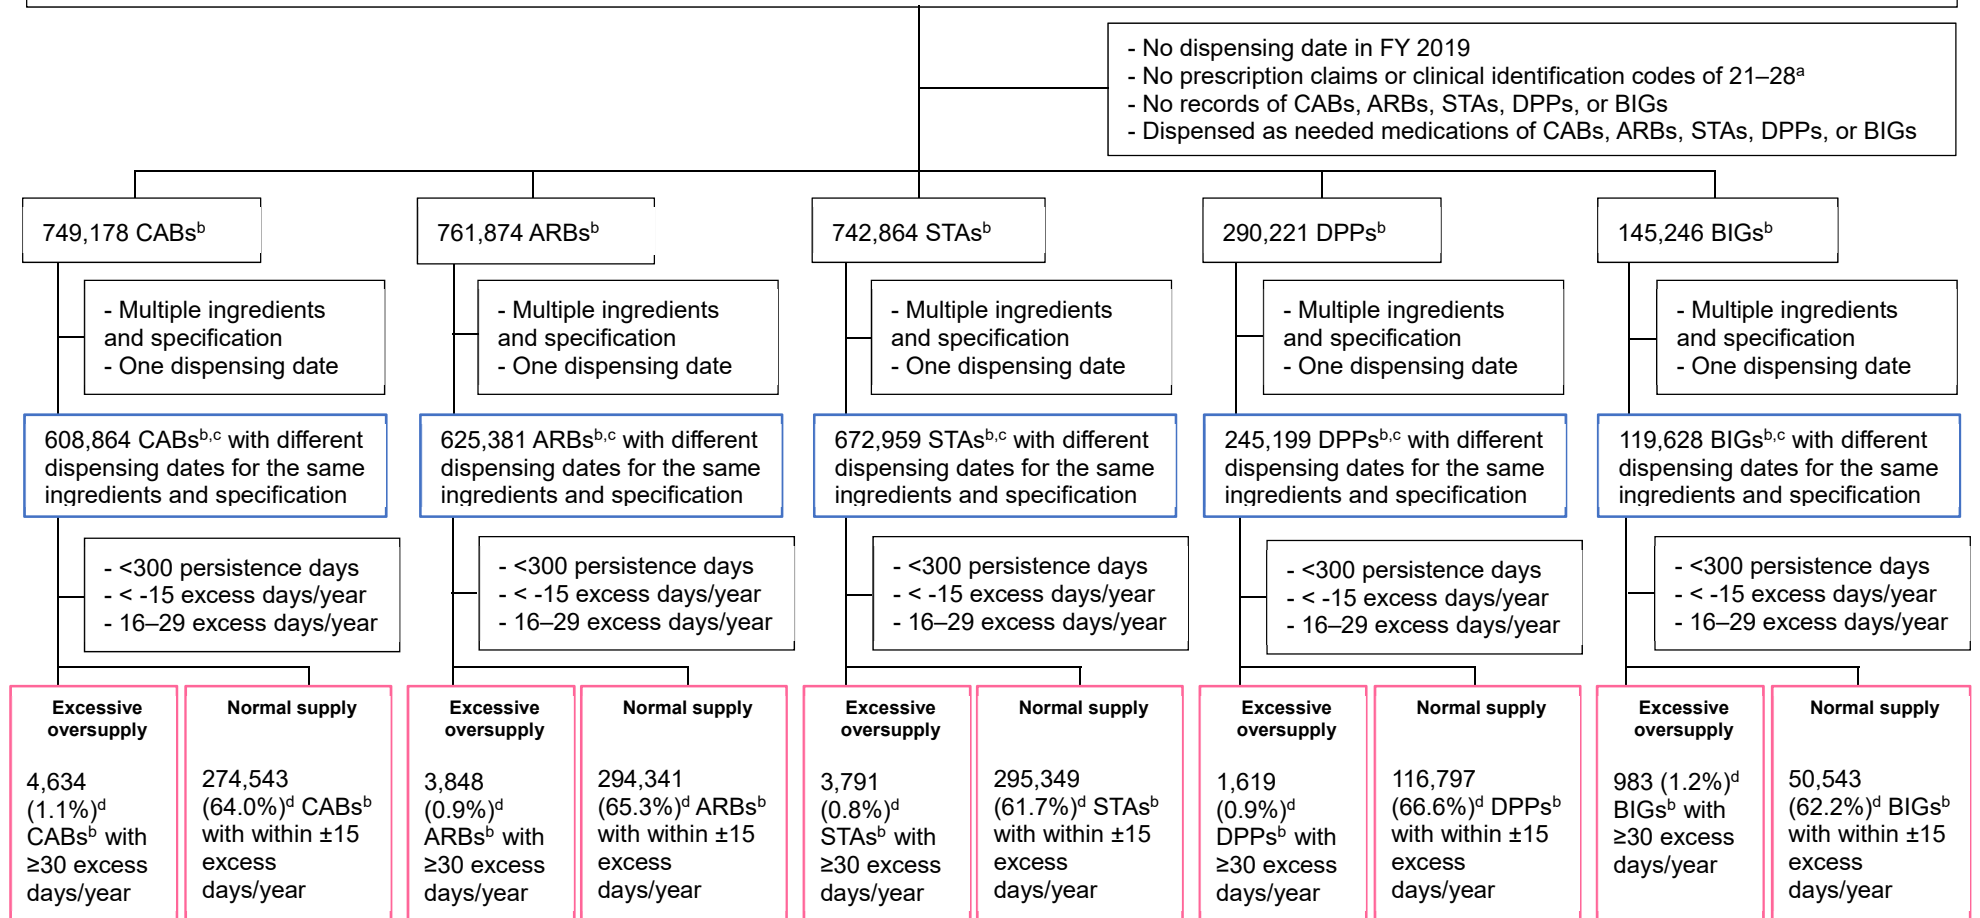 - No dispensing date in FY 2019
- No prescription claims or clinical identification codes of 21–28ᵃ
- No records of CABs, ARBs, STAs, DPPs, or BIGs
- Dispensed as needed medications of CABs, ARBs, STAs, DPPs, or BIGs
749,178 CABsᵇ
761,874 ARBsᵇ
742,864 STAsᵇ
290,221 DPPsᵇ
145,246 BIGsᵇ
- Multiple ingredients
and specification
- One dispensing date
- Multiple ingredients
and specification
- One dispensing date
- Multiple ingredients
and specification
- One dispensing date
- Multiple ingredients
and specification
- One dispensing date
- Multiple ingredients
and specification
- One dispensing date
608,864 CABsᵇ,ᶜ with different
dispensing dates for the same
ingredients and specification
625,381 ARBsᵇ,ᶜ with different
dispensing dates for the same
ingredients and specification
672,959 STAsᵇ,ᶜ with different
dispensing dates for the same
ingredients and specification
245,199 DPPsᵇ,ᶜ with different
dispensing dates for the same
ingredients and specification
119,628 BIGsᵇ,ᶜ with different
dispensing dates for the same
ingredients and specification
- <300 persistence days
- < -15 excess days/year
- 16–29 excess days/year
- <300 persistence days
- < -15 excess days/year
- 16–29 excess days/year
- <300 persistence days
- < -15 excess days/year
- 16–29 excess days/year
- <300 persistence days
- < -15 excess days/year
- 16–29 excess days/year
- <300 persistence days
- < -15 excess days/year
- 16–29 excess days/year
Excessive
oversupply
4,634
(1.1%)ᵈ
CABsᵇ with
≥30 excess
days/year
Normal supply
274,543
(64.0%)ᵈ CABsᵇ
with within ±15
excess
days/year
Excessive
oversupply
3,848
(0.9%)ᵈ
ARBsᵇ with
≥30 excess
days/year
Normal supply
294,341
(65.3%)ᵈ ARBsᵇ
with within ±15
excess
days/year
Excessive
oversupply
3,791
(0.8%)ᵈ
STAsᵇ with
≥30 excess
days/year
Normal supply
295,349
(61.7%)ᵈ STAsᵇ
with within ±15
excess
days/year
Excessive
oversupply
1,619
(0.9%)ᵈ
DPPsᵇ with
≥30 excess
days/year
Normal supply
116,797
(66.6%)ᵈ DPPsᵇ
with within ±15
excess
days/year
Excessive
oversupply
983 (1.2%)ᵈ
BIGsᵇ with
≥30 excess
days/year
Normal supply
50,543
(62.2%)ᵈ BIGsᵇ
with within ±15
excess
days/year